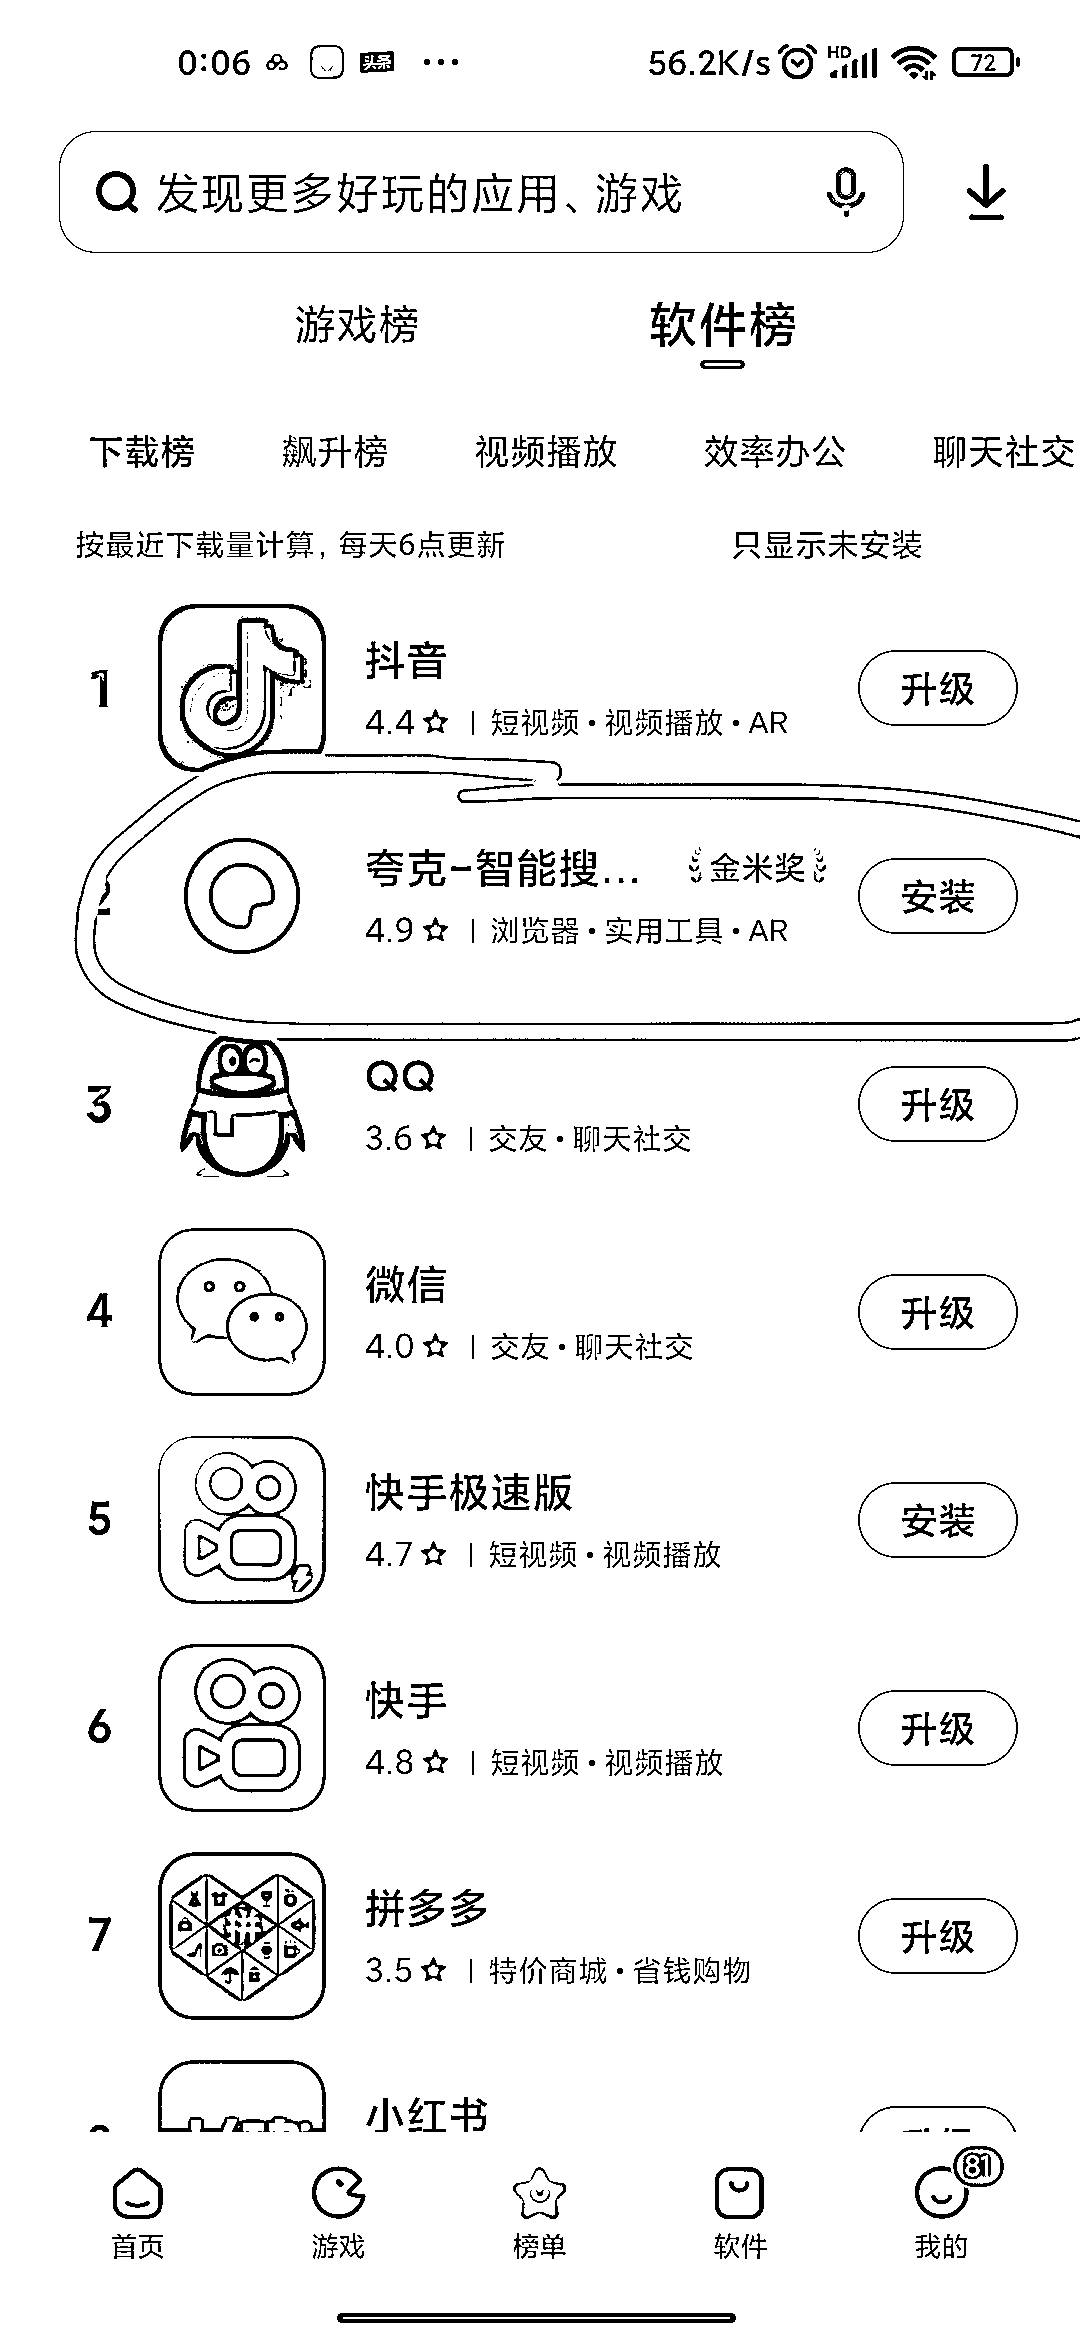 0:06 头条 ... 56.2K/s HD 72
发现更多好玩的应用、游戏
游戏榜 软件榜
下载榜 飙升榜 视频播放 效率办公 聊天社交
按最近下载量计算，每天6点更新 只显示未安装
1 抖音 升级
4.4 | 短视频·视频播放·AR
2 夸克-智能搜... 金米奖 安装
4.9 | 浏览器·实用工具·AR
3 QQ 升级
3.6 | 交友·聊天社交
4 微信 升级
4.0 | 交友·聊天社交
5 快手极速版 安装
4.7 | 短视频·视频播放
6 快手 升级
4.8 | 短视频·视频播放
7 拼多多 升级
3.5 | 特价商城·省钱购物
小红书
81
首页 游戏 榜单 软件 我的